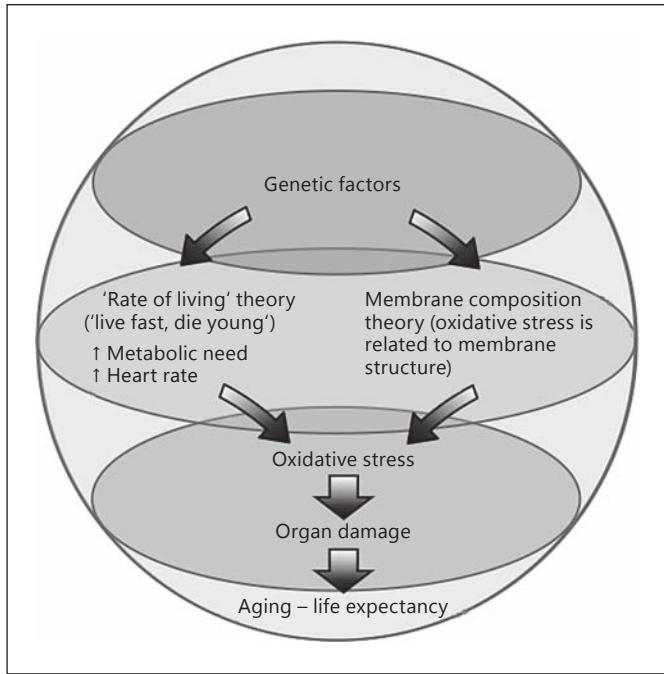 Genetic factors
‘Rate of living‘ theory
(‘live fast, die young‘)
↑ Metabolic need
↑ Heart rate
Membrane composition
theory (oxidative stress is
related to membrane
structure)
Oxidative stress
Organ damage
Aging – life expectancy